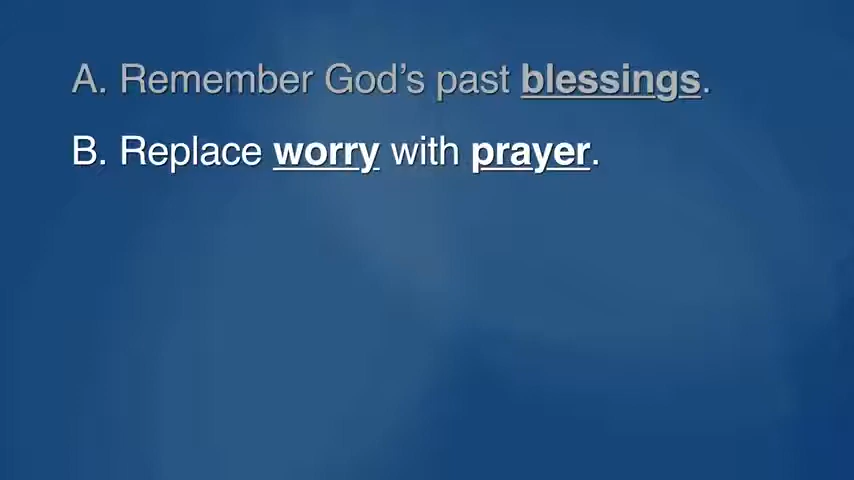 A. Remember God’s past blessings.
B. Replace worry with prayer.